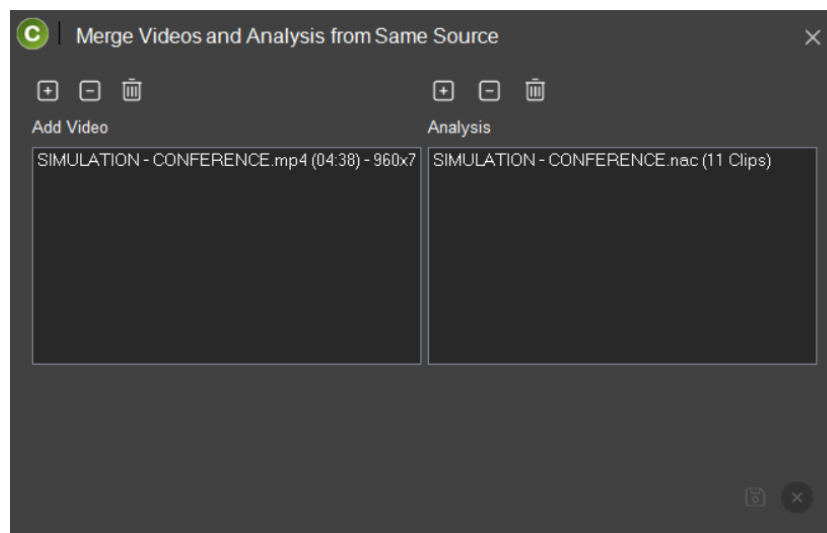 C
Merge Videos and Analysis from Same Source
Add Video
Analysis
SIMULATION - CONFERENCE.mp4 (04:38) - 960x7
SIMULATION - CONFERENCE.nac (11 Clips)